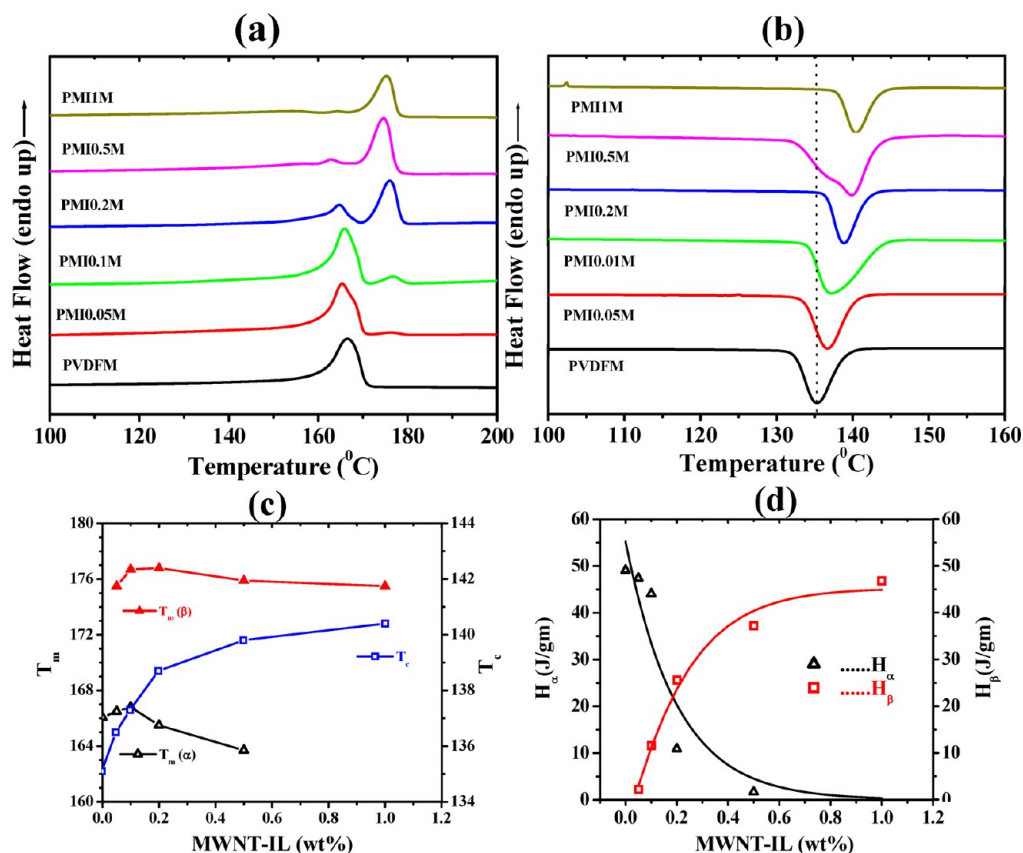 (a)
Heat Flow (endo up)
PMI1M
PMI0.5M
PMI0.2M
PMI0.1M
PMI0.05M
PVDFM
100 120 140 160 180 200
Temperature (⁰C)
(b)
Heat Flow (endo up)
PMI1M
PMI0.5M
PMI0.2M
PMI0.01M
PMI0.05M
PVDFM
100 110 120 130 140 150 160
Temperature (⁰C)
(c)
180
176
172
168
164
160
Tm
144
142
140
138
136
134
Tc
Tm (β)
Tc
Tm (α)
0.0 0.2 0.4 0.6 0.8 1.0
MWNT-IL (wt%)
(d)
60
50
40
30
20
10
0
Hα (J/gm)
60
50
40
30
20
10
0
Hβ(J/gm)
......Hα
......Hβ
0.0 0.2 0.4 0.6 0.8 1.0
MWNT-IL (wt%)